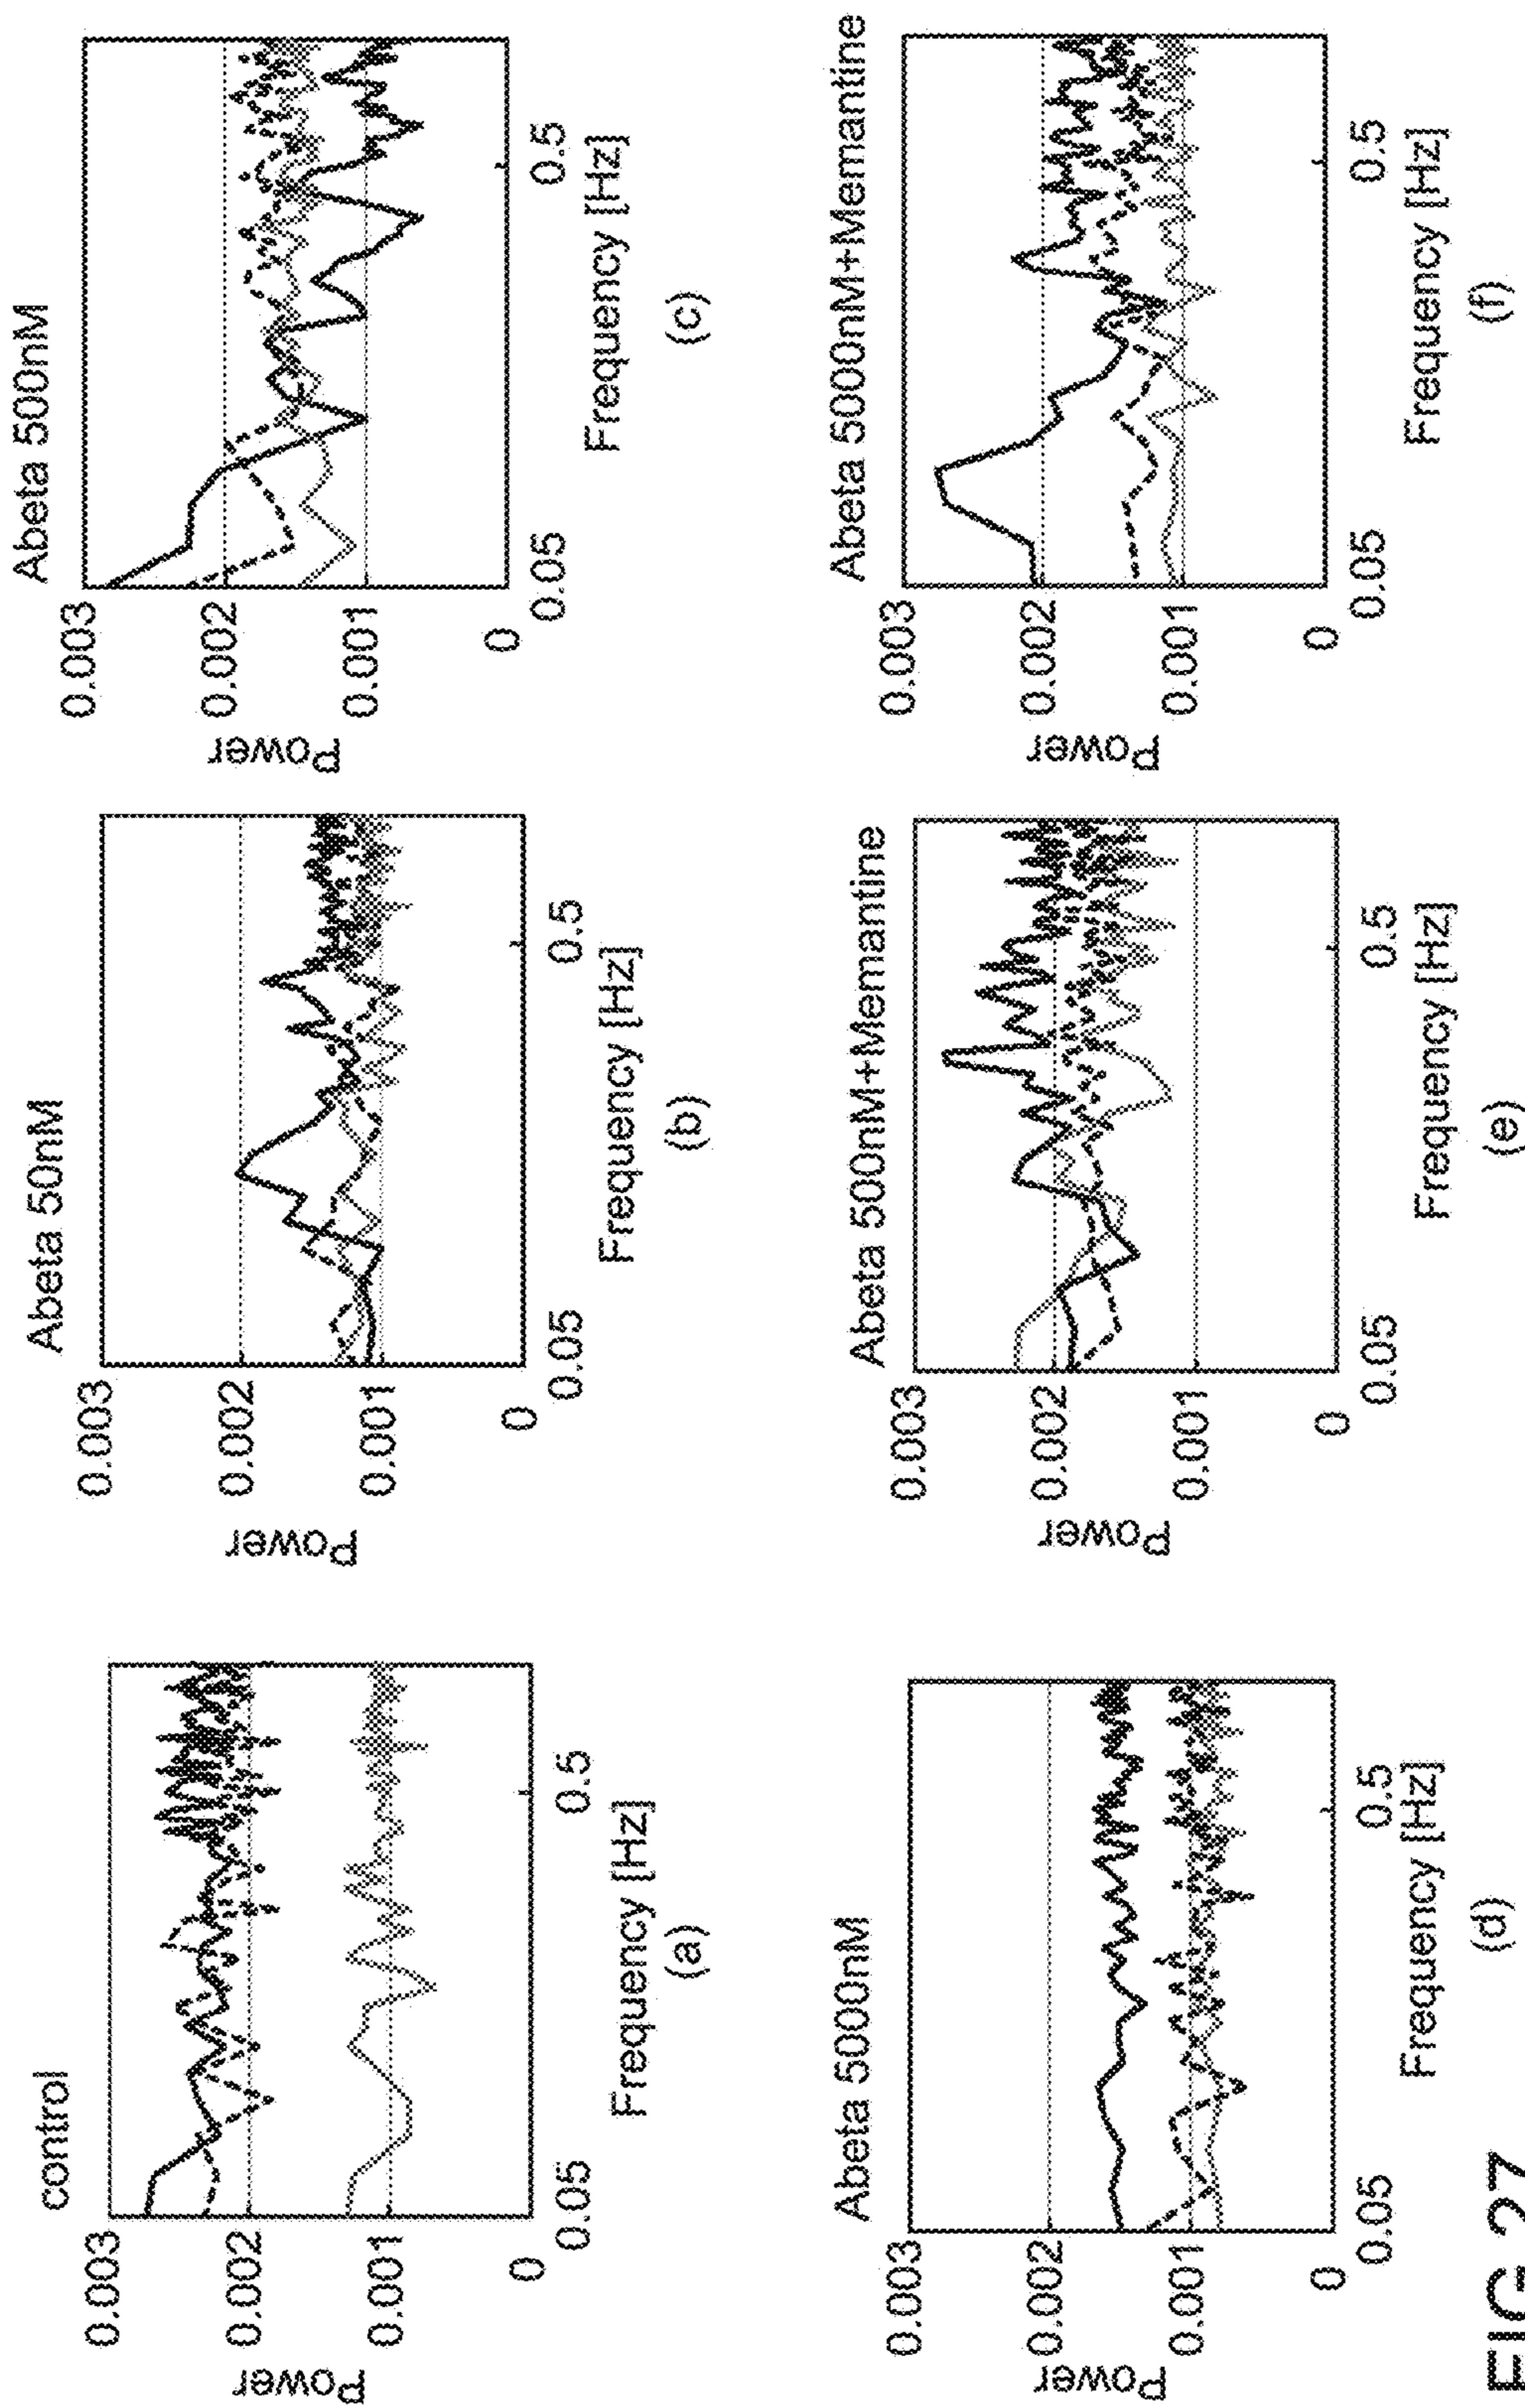 control
Power
0.003
0.002
0.001
0
0.05
0.5
Frequency [Hz]
(a)
Abeta 50nM
Power
0.003
0.002
0.001
0
0.05
0.5
Frequency [Hz]
(b)
Abeta 500nM
Power
0.003
0.002
0.001
0
0.05
0.5
Frequency [Hz]
(c)
Abeta 5000nM
Power
0.003
0.002
0.001
0
0.05
0.5
Frequency [Hz]
(d)
Abeta 500nM+Memantine
Power
0.003
0.002
0.001
0
0.05
0.5
Frequency [Hz]
(e)
Abeta 5000nM+Memantine
Power
0.003
0.002
0.001
0
0.05
0.5
Frequency [Hz]
(f)
FIG.27